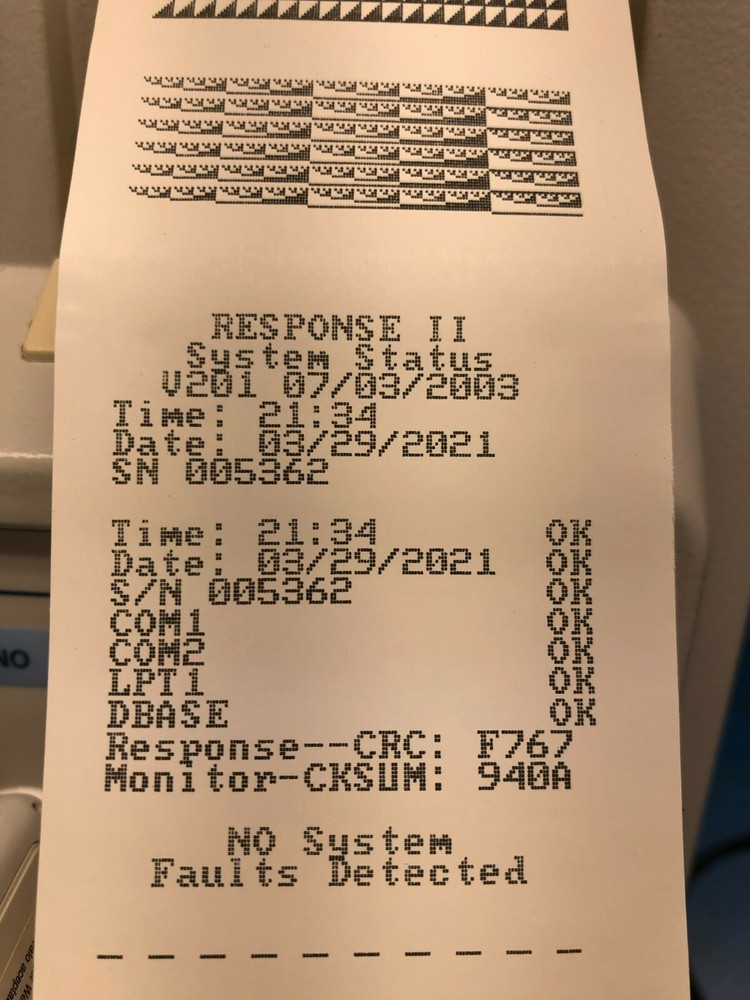 RESPONSE II
System Status
V201 07/03/2003
Time: 21:34
Date: 03/29/2021
SN 005362
Time: 21:34 OK
Date: 03/29/2021 OK
S/N 005362 OK
COM1 OK
COM2 OK
LPT1 OK
DBASE OK
Response--CRC: F767
Monitor-CKSUM: 940A
NO System
Faults Detected
NO